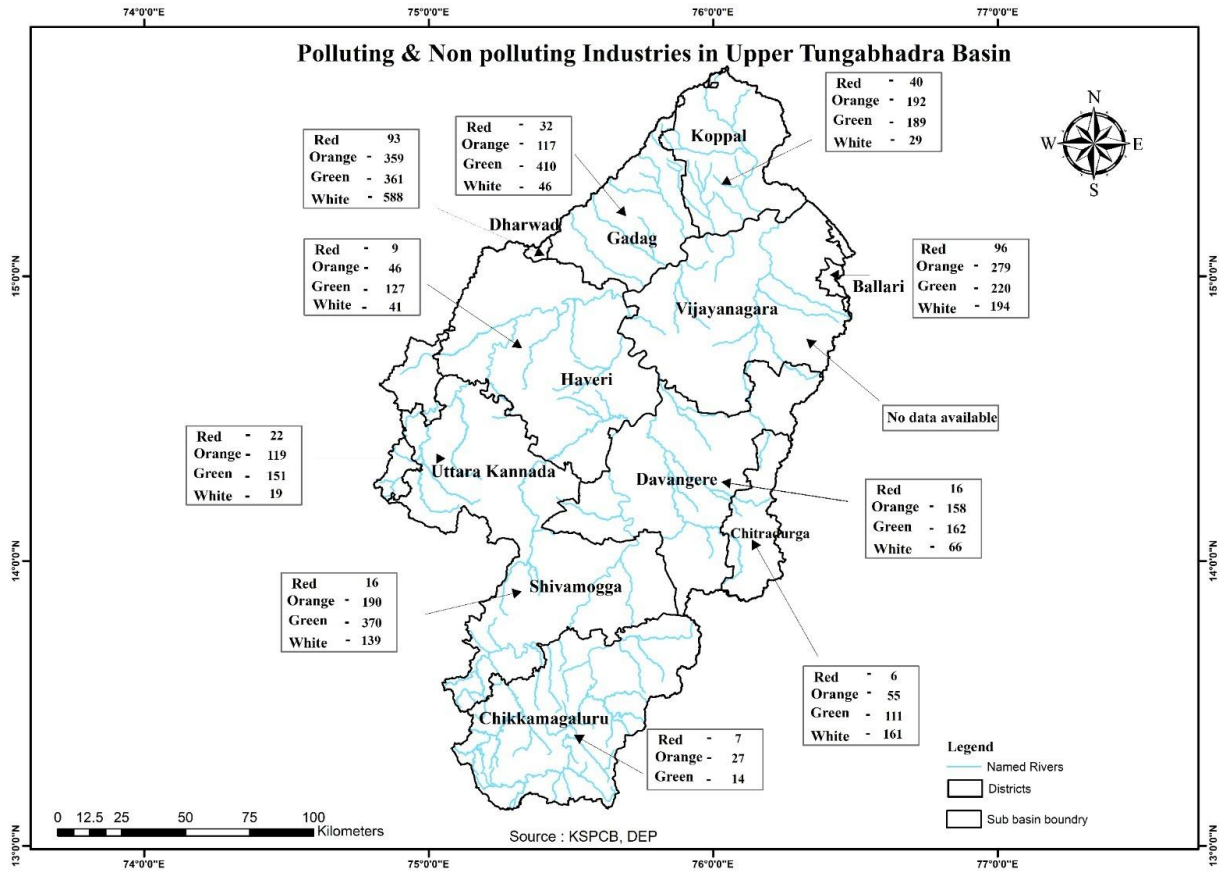 74°0'0"E 75°0'0"E 76°0'0"E 77°0'0"E
Polluting & Non polluting Industries in Upper Tungabhadra Basin
N
W E
S
Red - 40
Orange - 192
Green - 189
White - 29
Red - 32
Orange - 117
Green - 410
White - 46
Red 93
Orange - 359
Green - 361
White - 588
Koppal
Dharwad
Gadag
Red - 9
Orange - 46
Green - 127
White - 41
Red 96
Orange - 279
Green - 220
White - 194
15°0'0"N 15°0'0"N
Ballari
Vijayanagara
Haveri
No data available
Red - 22
Orange - 119
Green - 151
White - 19
Uttara Kannada
Davangere
Red 16
Orange - 158
Green - 162
White - 66
Chitradurga
14°0'0"N 14°0'0"N
Shivamogga
Red 16
Orange - 190
Green - 370
White - 139
Red - 6
Orange - 55
Green - 111
White - 161
Chikkamagaluru
Red - 7
Orange - 27
Green - 14
Legend
Named Rivers
Districts
Sub basin boundry
0 12.5 25 50 75 100
Kilometers
Source : KSPCB, DEP
13°0'0"N 13°0'0"N
74°0'0"E 75°0'0"E 76°0'0"E 77°0'0"E